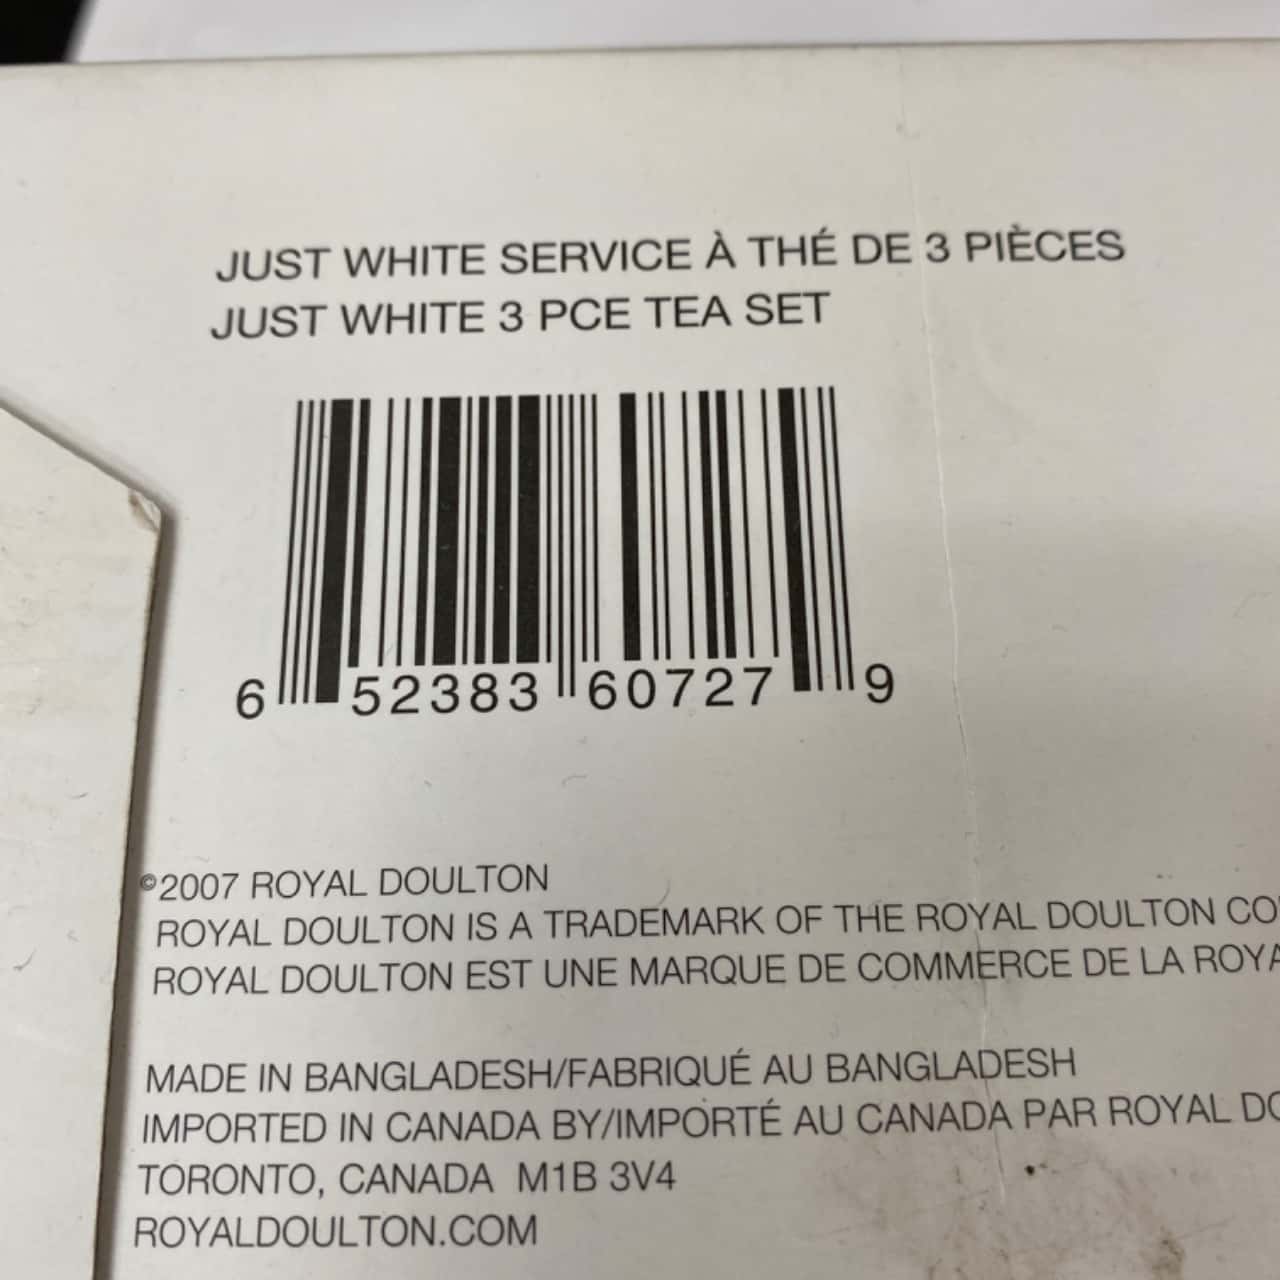 JUST WHITE SERVICE À THÉ DE 3 PIÈCES
JUST WHITE 3 PCE TEA SET
6 52383 60727 9
©2007 ROYAL DOULTON
ROYAL DOULTON IS A TRADEMARK OF THE ROYAL DOULTON
ROYAL DOULTON EST UNE MARQUE DE COMMERCE DE LA
MADE IN BANGLADESH/FABRIQUÉ AU BANGLADESH
IMPORTED IN CANADA BY/IMPORTÉ AU CANADA PAR ROYAL
TORONTO, CANADA M1B 3V4
ROYALDOULTON.COM